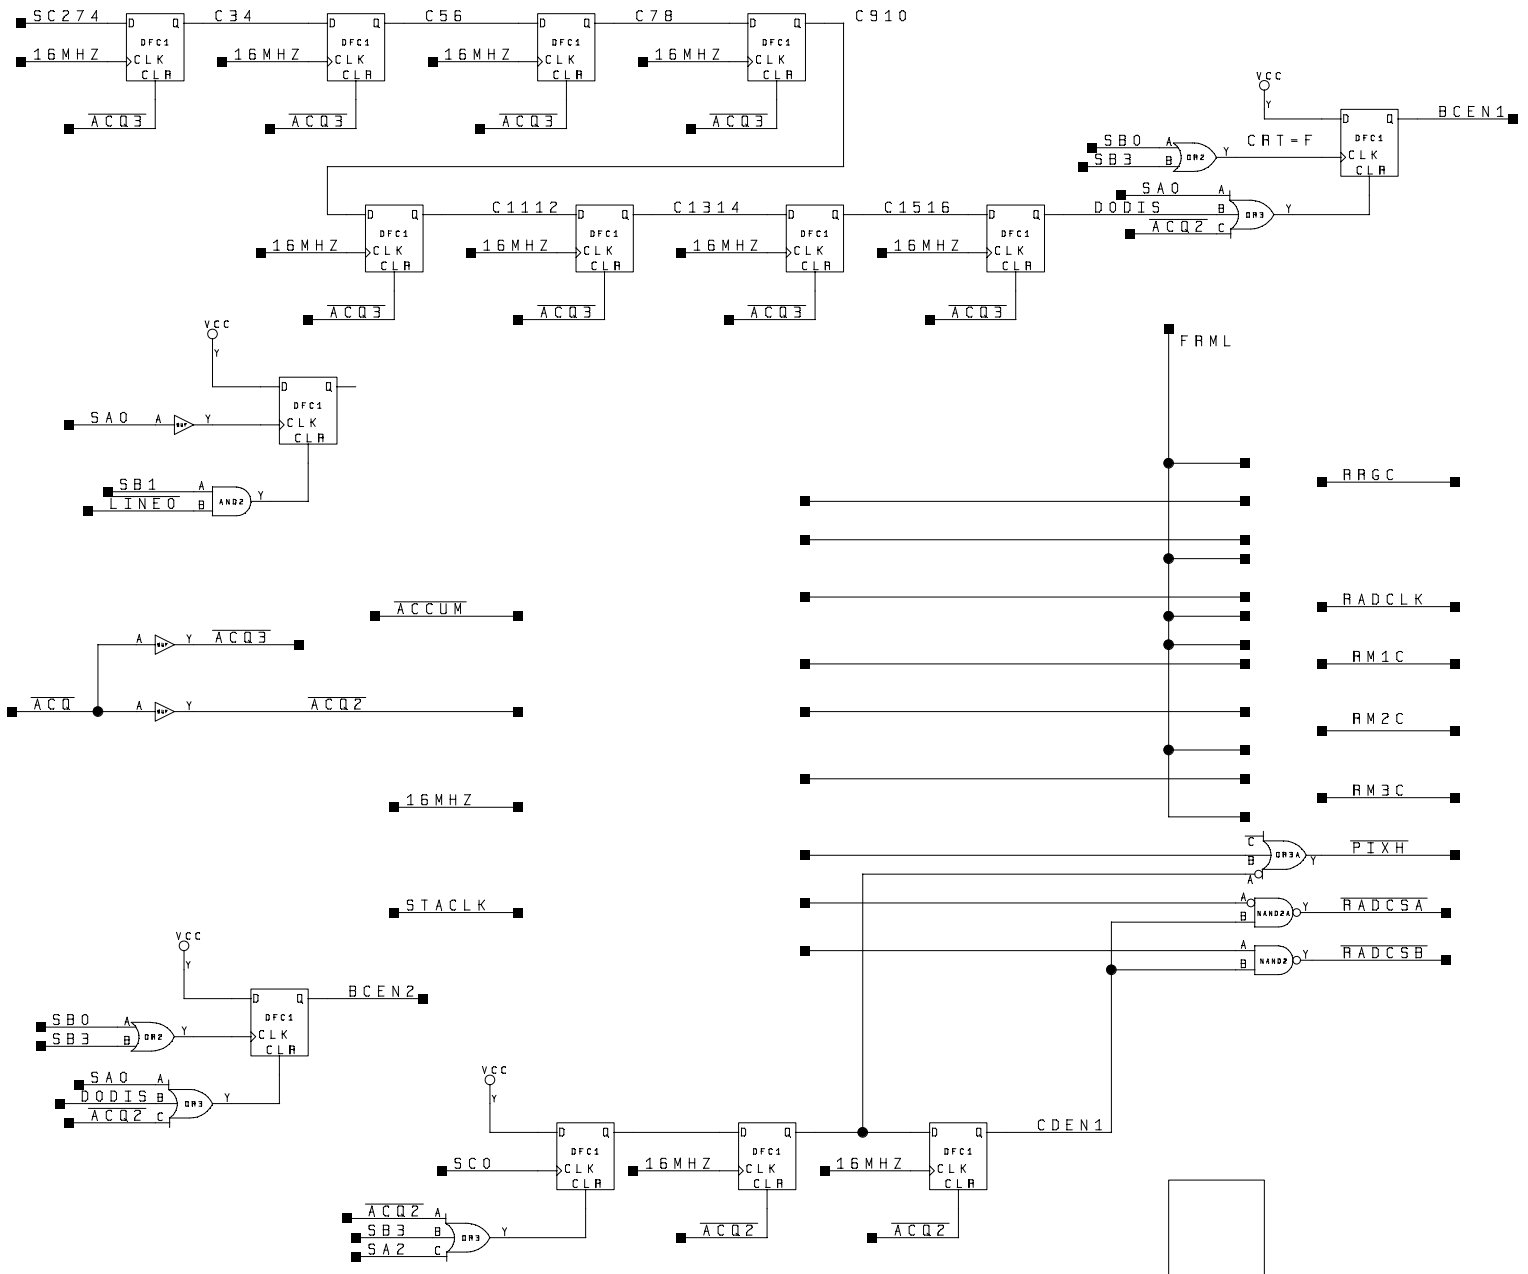 SC274 D Q C34 D Q C56 D Q C78 D Q C910
DFC1 DFC1 DFC1 DFC1
16MHZ CLK 16MHZ CLK 16MHZ CLK 16MHZ CLK
CLR CLR CLR CLR
ACQ3 ACQ3 ACQ3 ACQ3
VCC
Y
D Q BCEN1
DFC1
SB0 A
OR2 Y CRT=F CLK
SB3 B
CLR
SA0 A
DODIS B OR3 Y
ACQ2 C
D Q C1112 D Q C1314 D Q C1516 D Q
DFC1 DFC1 DFC1 DFC1
16MHZ CLK 16MHZ CLK 16MHZ CLK 16MHZ CLK
CLR CLR CLR CLR
ACQ3 ACQ3 ACQ3 ACQ3
VCC
Y
D Q
DFC1
SA0 A BUF Y CLK
CLR
SB1 A
AND2 Y
LINE0 B
FRML
RRGC
ACCUM
RADCLK
A BUF Y ACQ3
RM1C
ACQ A BUF Y ACQ2
RM2C
16MHZ
RM3C
C
B OR3A Y PIXH
A
STACLK
A NAND2A Y RADCSA
B
A NAND2 Y RADCSB
B
VCC
Y
D Q BCEN2
DFC1
SB0 A
OR2 Y CLK
SB3 B
CLR
SA0 A
DODIS B OR3 Y
ACQ2 C
VCC
Y
D Q D Q D Q CDEN1
DFC1 DFC1 DFC1
SC0 CLK 16MHZ CLK 16MHZ CLK
CLR CLR CLR
ACQ2 A
SB3 B OR3 Y ACQ2 ACQ2
SA2 C